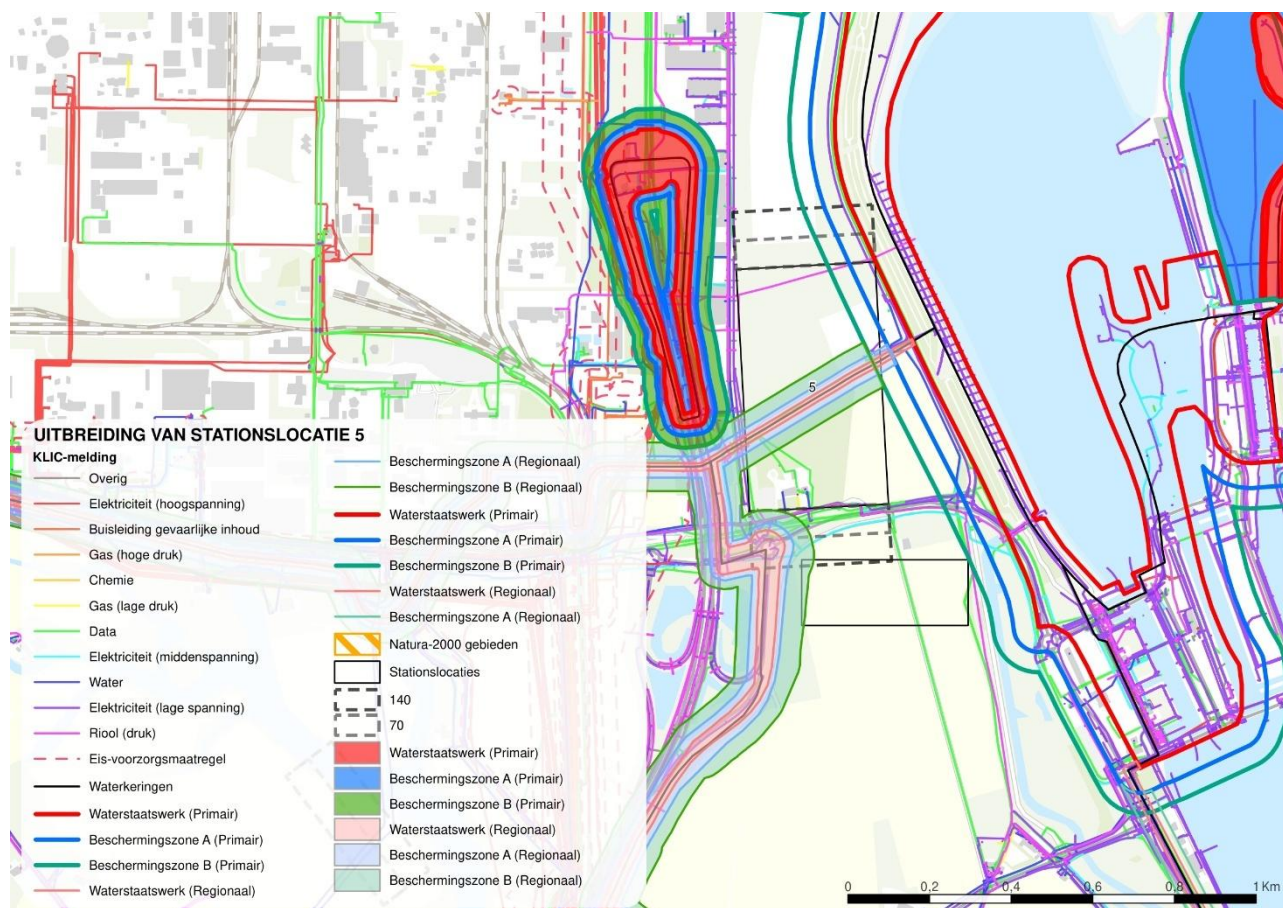 5
UITBREIDING VAN STATIONSLOCATIE 5
KLIC-melding
Overig
Elektriciteit (hoogspanning)
Buisleiding gevaarlijke inhoud
Gas (hoge druk)
Chemie
Gas (lage druk)
Data
Elektriciteit (middenspanning)
Water
Elektriciteit (lage spanning)
Riool (druk)
Eis-voorzorgsmaatregel
Waterkeringen
Waterstaatswerk (Primair)
Beschermingszone A (Primair)
Beschermingszone B (Primair)
Waterstaatswerk (Regionaal)
Beschermingszone A (Regionaal)
Beschermingszone B (Regionaal)
Waterstaatswerk (Primair)
Beschermingszone A (Primair)
Beschermingszone B (Primair)
Waterstaatswerk (Regionaal)
Beschermingszone A (Regionaal)
Natura-2000 gebieden
Stationslocaties
140
70
Waterstaatswerk (Primair)
Beschermingszone A (Primair)
Beschermingszone B (Primair)
Waterstaatswerk (Regionaal)
Beschermingszone A (Regionaal)
Beschermingszone B (Regionaal)
0 0,2 0,4 0,6 0,8 1 Km